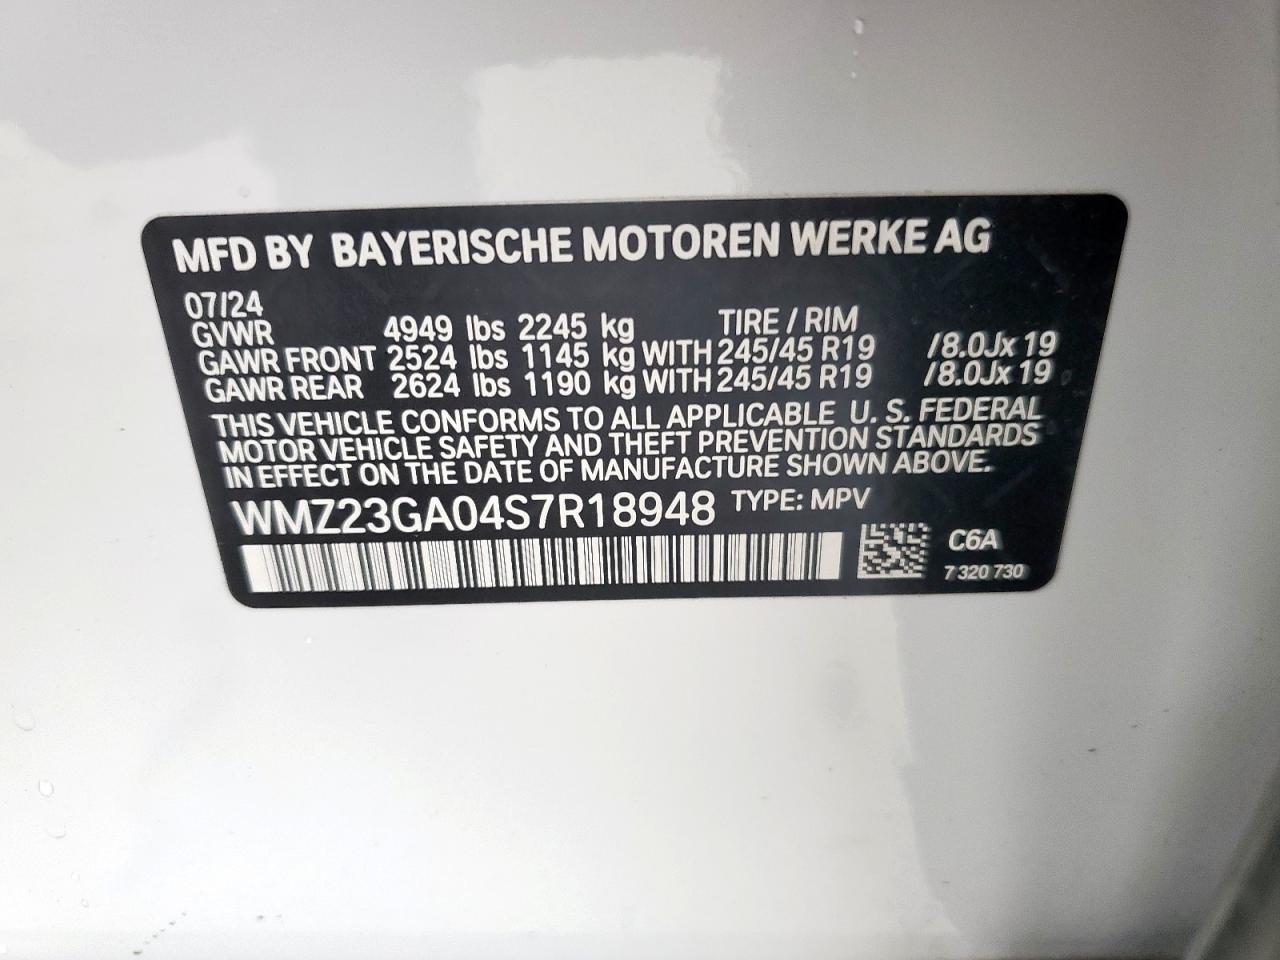 MFD BY BAYERISCHE MOTOREN WERKE AG
07/24
GVWR 4949 lbs 2245 kg TIRE / RIM
GAWR FRONT 2524 lbs 1145 kg WITH 245/45 R19 /8.0Jx 19
GAWR REAR 2624 lbs 1190 kg WITH 245/45 R19 /8.0Jx 19
THIS VEHICLE CONFORMS TO ALL APPLICABLE U. S. FEDERAL
MOTOR VEHICLE SAFETY AND THEFT PREVENTION STANDARDS
IN EFFECT ON THE DATE OF MANUFACTURE SHOWN ABOVE.
WMZ23GA04S7R18948 TYPE: MPV
C6A
7 320 730